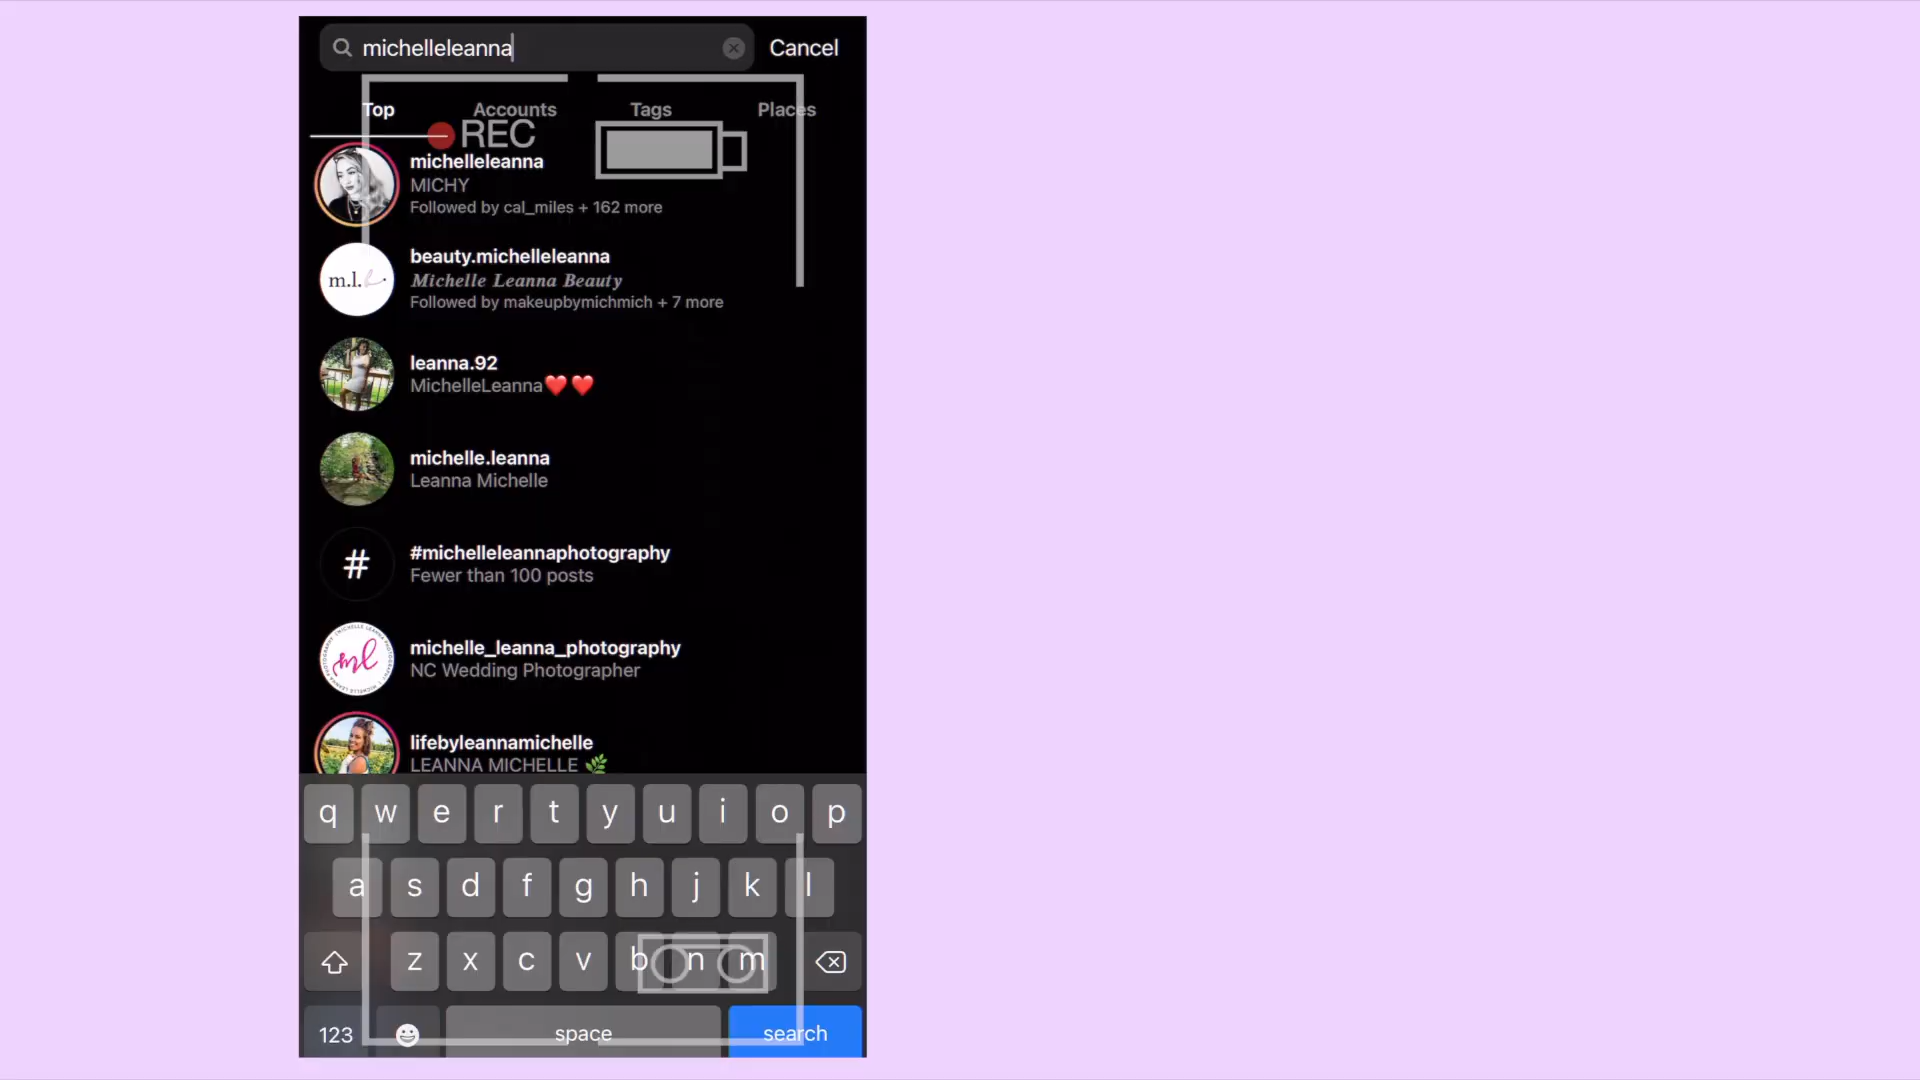 michelleleanna
Cancel
Top
Accounts
Tags
Places
REC
michelleleanna
MICHY
Followed by cal_miles + 162 more
m.l.
beauty.michelleleanna
Michelle Leanna Beauty
Followed by makeupbymichmich + 7 more
leanna.92
MichelleLeanna❤️❤️
michelle.leanna
Leanna Michelle
#
#michelleleannaphotography
Fewer than 100 posts
ml
michelle_leanna_photography
NC Wedding Photographer
lifebyleannamichelle
LEANNA MICHELLE 🌿
q w e r t y u i o p
a s d f g h j k l
z x c v b n m
123
space
search